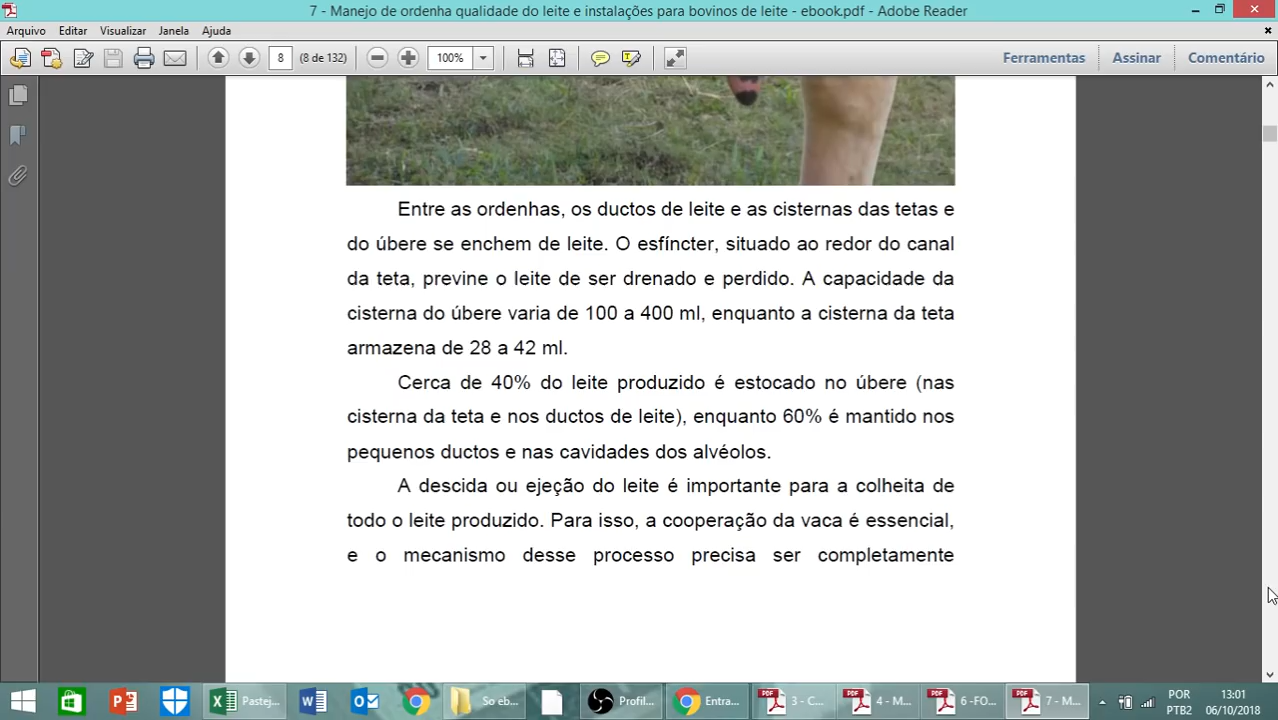 7 - Manejo de ordenha qualidade do leite e instalações para bovinos de leite - ebook.pdf - Adobe Reader
Arquivo Editar Visualizar Janela Ajuda
8 (8 de 132) 100% Ferramentas Assinar Comentário
Entre as ordenhas, os ductos de leite e as cisternas das tetas e
do úbere se enchem de leite. O esfíncter, situado ao redor do canal
da teta, previne o leite de ser drenado e perdido. A capacidade da
cisterna do úbere varia de 100 a 400 ml, enquanto a cisterna da teta
armazena de 28 a 42 ml.
Cerca de 40% do leite produzido é estocado no úbere (nas
cisterna da teta e nos ductos de leite), enquanto 60% é mantido nos
pequenos ductos e nas cavidades dos alvéolos.
A descida ou ejeção do leite é importante para a colheita de
todo o leite produzido. Para isso, a cooperação da vaca é essencial,
e o mecanismo desse processo precisa ser completamente
Pastej... So eb... Profil... Entra... 3 - C... 4 - M... 6 -FO... 7 - M... POR 13:01
PTB2 06/10/2018